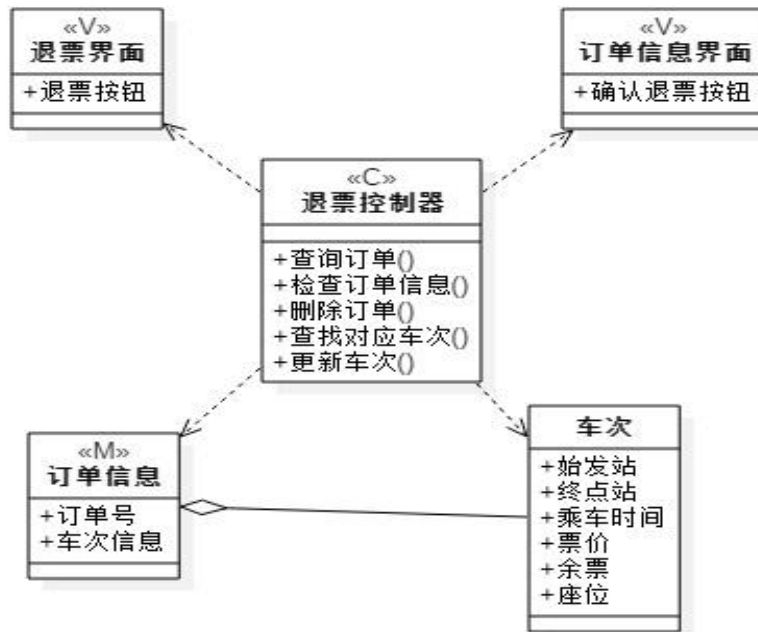 «V»
退票界面
+退票按钮
«V»
订单信息界面
+确认退票按钮
«C»
退票控制器
+查询订单()
+检查订单信息()
+删除订单()
+查找对应车次()
+更新车次()
«M»
订单信息
+订单号
+车次信息
车次
+始发站
+终点站
+乘车时间
+票价
+余票
+座位